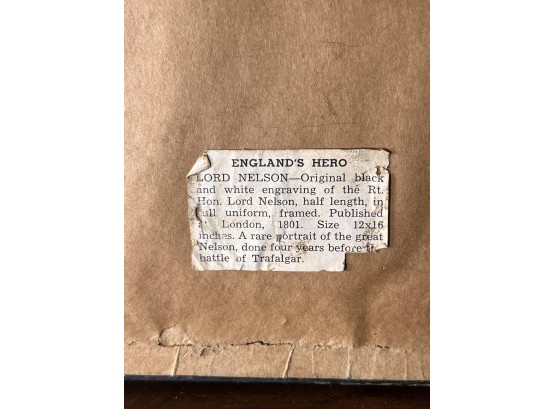 ENGLAND'S HERO
LORD NELSON—Original black
and white engraving of the Rt.
Hon. Lord Nelson, half length, in
full uniform, framed. Published
London, 1801. Size 12x16
inches. A rare portrait of the great
Nelson, done four years before the
battle of Trafalgar.